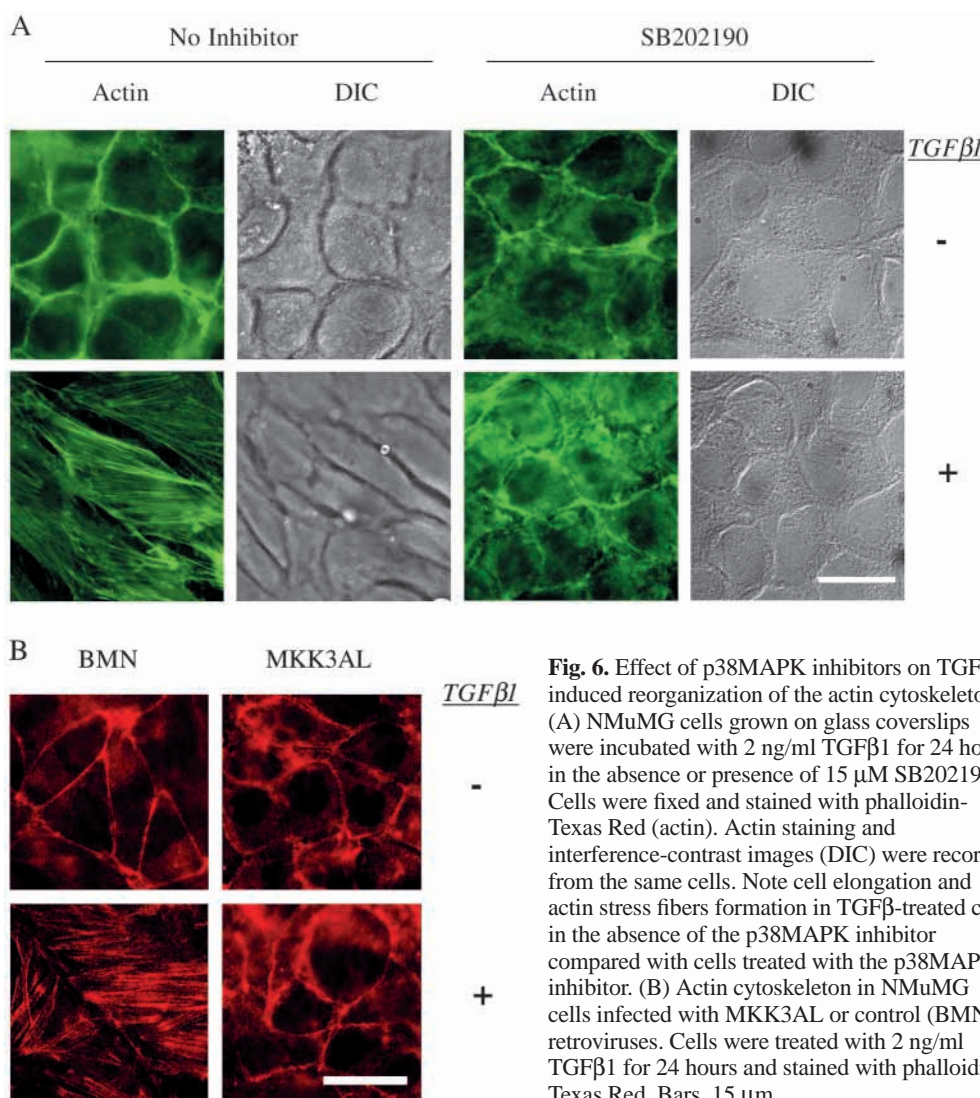 A
No Inhibitor
SB202190
Actin
DIC
Actin
DIC
TGFβ1
-
+
B
BMN
MKK3AL
TGFβ1
-
+
Fig. 6. Effect of p38MAPK inhibitors on TGF
induced reorganization of the actin cytoskeleto
(A) NMuMG cells grown on glass coverslips
were incubated with 2 ng/ml TGFβ1 for 24 ho
in the absence or presence of 15 μM SB20219
Cells were fixed and stained with phalloidin-
Texas Red (actin). Actin staining and
interference-contrast images (DIC) were recor
from the same cells. Note cell elongation and
actin stress fibers formation in TGFβ-treated c
in the absence of the p38MAPK inhibitor
compared with cells treated with the p38MAP
inhibitor. (B) Actin cytoskeleton in NMuMG
cells infected with MKK3AL or control (BMN
retroviruses. Cells were treated with 2 ng/ml
TGFβ1 for 24 hours and stained with phalloid
Texas Red. Bars, 15 μm